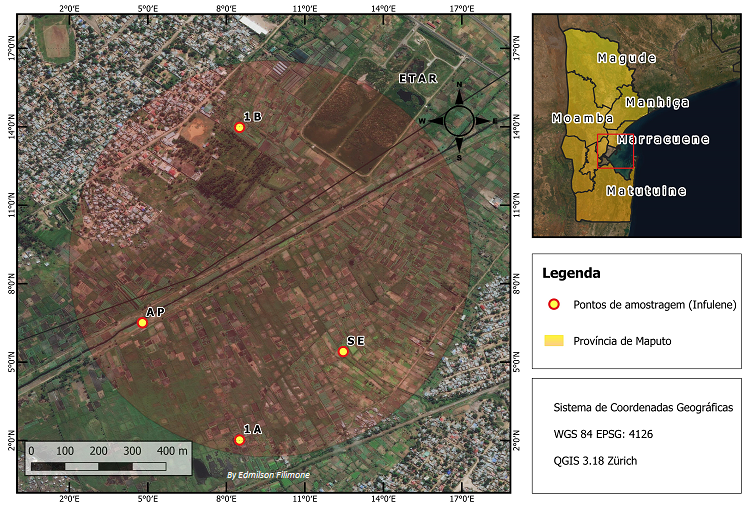 2°0'E 5°0'E 8°0'E 11°0'E 14°0'E 17°0'E
17°0'N 17°0'N
14°0'N 14°0'N
11°0'N 11°0'N
8°0'N 8°0'N
5°0'N 5°0'N
2°0'N 2°0'N
ETAR
N
W E
S
1B
AP
SE
1A
0 100 200 300 400 m
By Edmilson Filimone
2°0'E 5°0'E 8°0'E 11°0'E 14°0'E 17°0'E
Magude
Manhiça
Moamba
Marracuene
Matutuine
Legenda
Pontos de amostragem (Infulene)
Província de Maputo
Sistema de Coordenadas Geográficas
WGS 84 EPSG: 4126
QGIS 3.18 Zürich